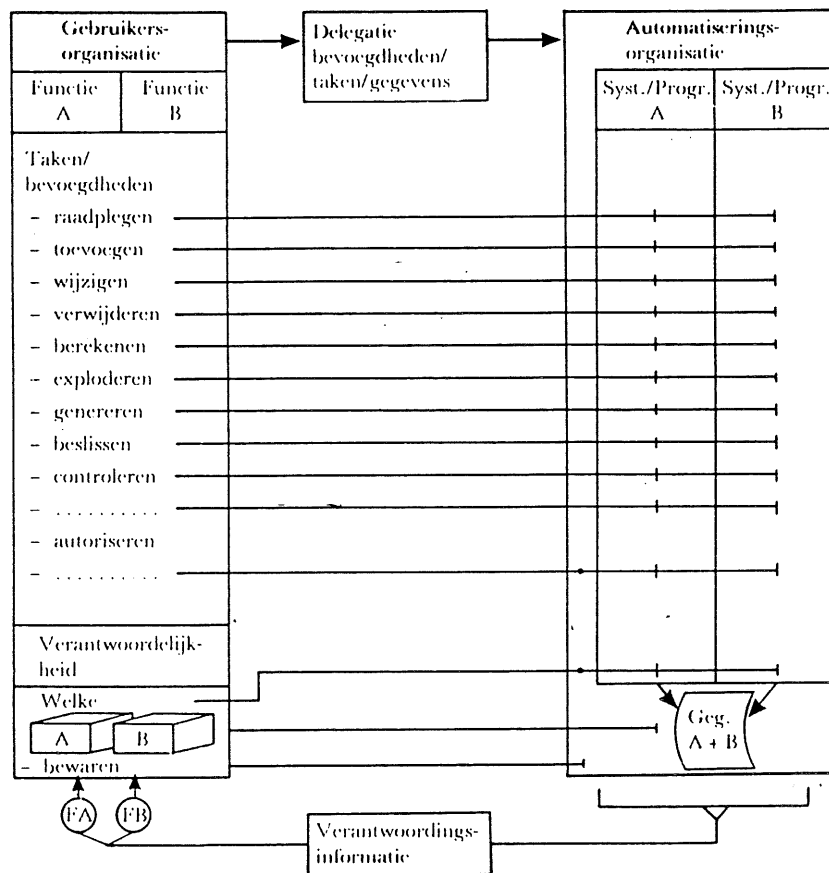 Gebruikers-
organisatie
Delegatie
bevoegdheden/
taken/gegevens
Automatiserings-
organisatie
Functie
A
Functie
B
Syst./Progr.
A
Syst./Progr.
B
Taken/
bevoegdheden
– raadplegen
– toevoegen
– wijzigen
– verwijderen
– berekenen
– exploderen
– genereren
– beslissen
– controleren
– ..........
– autoriseren
– ..........
Verantwoordelijk-
heid
Welke
A
B
– bewaren
Geg.
A + B
FA
FB
Verantwoordings-
informatie